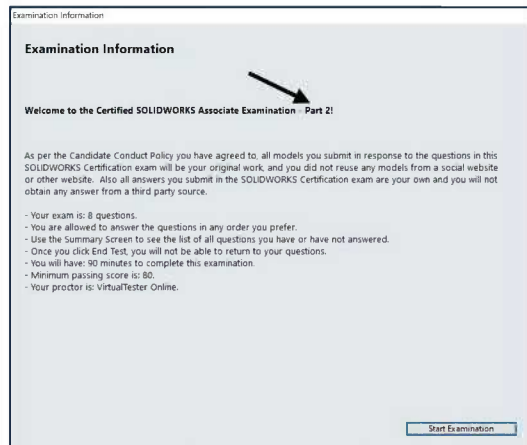 Examination Information
Examination Information
Welcome to the Certified SOLIDWORKS Associate Examination - Part 2!
As per the Candidate Conduct Policy you have agreed to, all models you submit in response to the questions in this
SOLIDWORKS Certification exam will be your original work, and you did not reuse any models from a social website
or other website. Also all answers you submit in the SOLIDWORKS Certification exam are your own and you will not
obtain any answer from a third party source.
- Your exam is: 8 questions.
- You are allowed to answer the questions in any order you prefer.
- Use the Summary Screen to see the list of all questions you have or have not answered.
- Once you click End Test, you will not be able to return to your questions.
- You will have: 90 minutes to complete this examination.
- Minimum passing score is: 80.
- Your proctor is: VirtualTester Online.
Start Examination